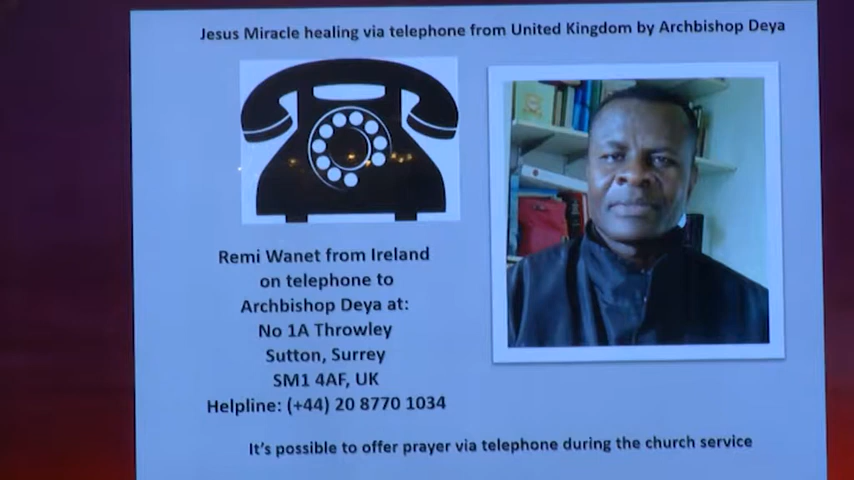 Jesus Miracle healing via telephone from United Kingdom by Archbishop Deya
Remi Wanet from Ireland
on telephone to
Archbishop Deya at:
No 1A Throwley
Sutton, Surrey
SM1 4AF, UK
Helpline: (+44) 20 8770 1034
It's possible to offer prayer via telephone during the church service